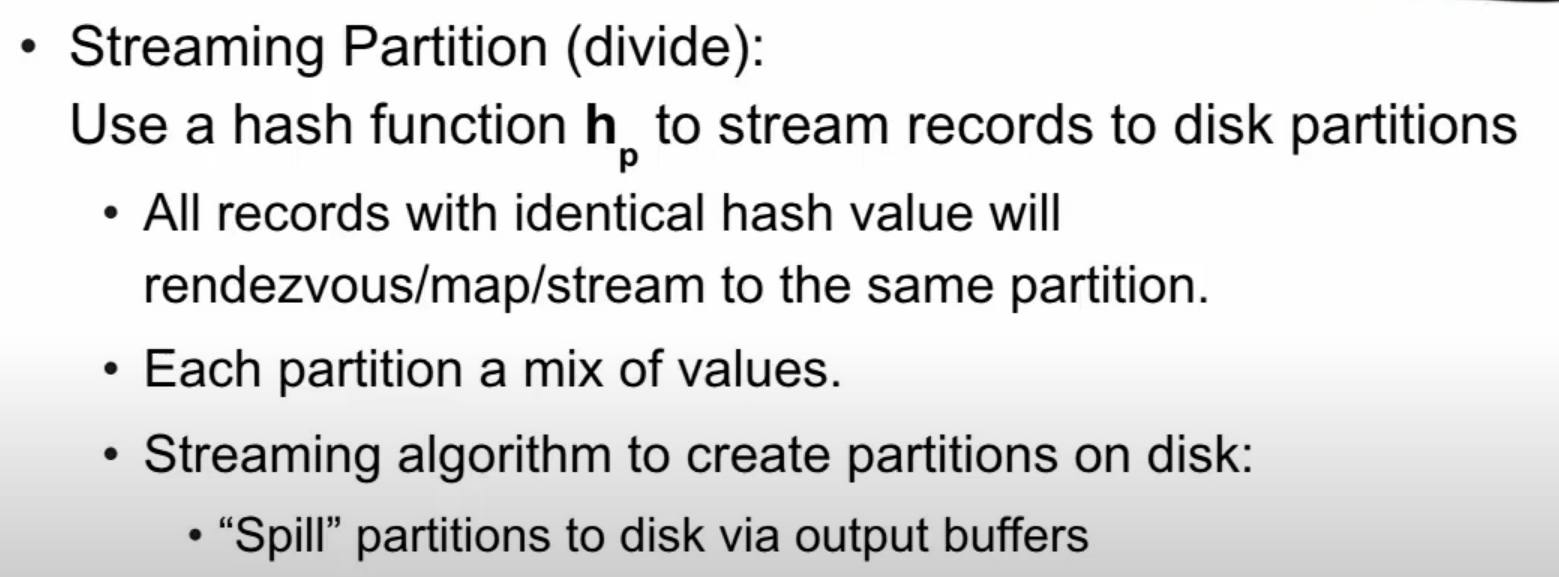 • Streaming Partition (divide):
Use a hash function hp to stream records to disk partitions
• All records with identical hash value will
rendezvous/map/stream to the same partition.
• Each partition a mix of values.
• Streaming algorithm to create partitions on disk:
• “Spill” partitions to disk via output buffers